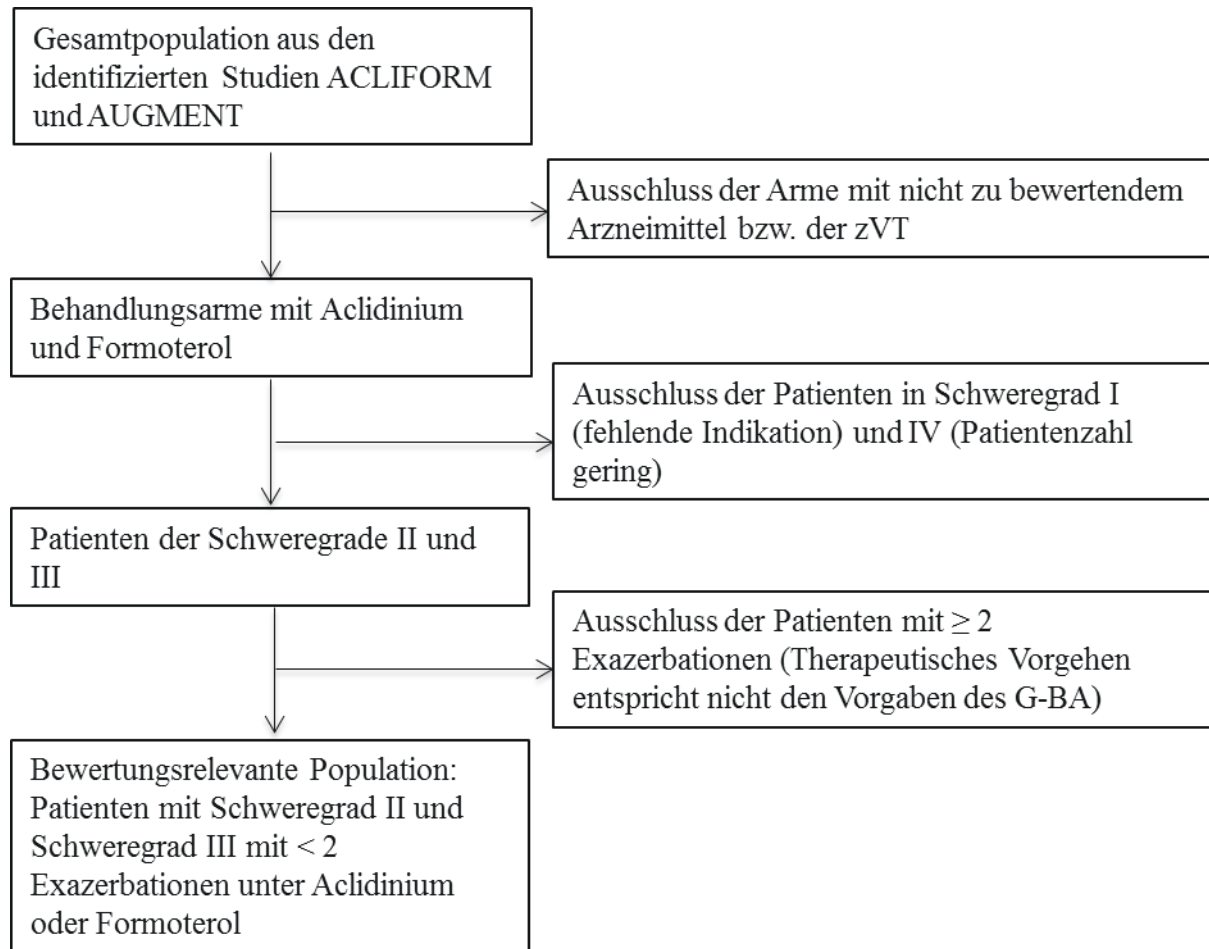 Gesamtpopulation aus den
identifizierten Studien ACLIFORM
und AUGMENT
Ausschluss der Arme mit nicht zu bewertendem
Arzneimittel bzw. der zVT
Behandlungsarme mit Aclidinium
und Formoterol
Ausschluss der Patienten in Schweregrad I
(fehlende Indikation) und IV (Patientenzahl
gering)
Patienten der Schweregrade II und
III
Ausschluss der Patienten mit ≥ 2
Exazerbationen (Therapeutisches Vorgehen
entspricht nicht den Vorgaben des G-BA)
Bewertungsrelevante Population:
Patienten mit Schweregrad II und
Schweregrad III mit < 2
Exazerbationen unter Aclidinium
oder Formoterol